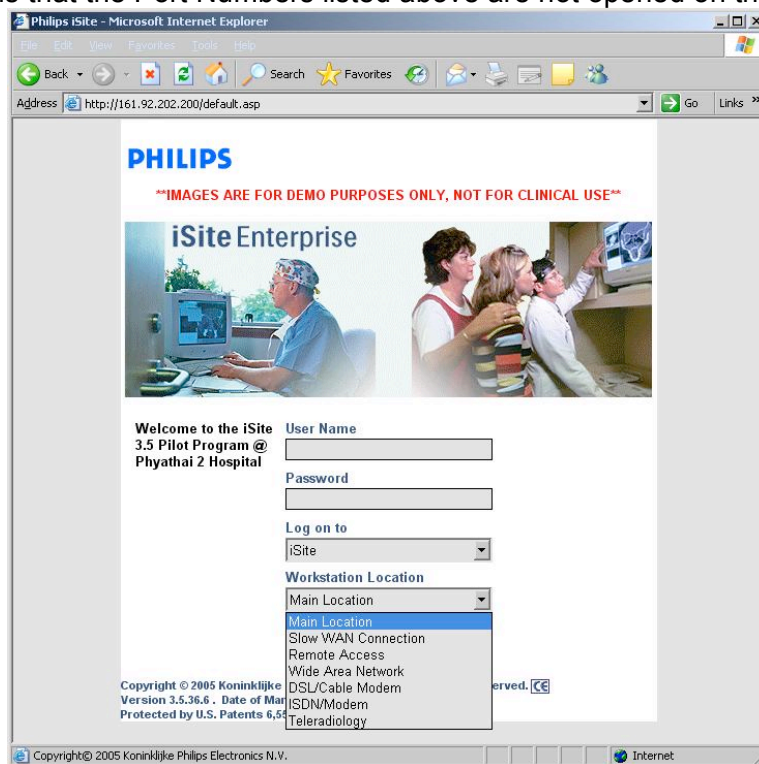 that the Port Numbers listed above are not opened on
Philips iSite - Microsoft Internet Explorer
File Edit View Favorites Tools Help
Back Search Favorites
Address http://161.92.202.200/default.asp Go Links »
PHILIPS
**IMAGES ARE FOR DEMO PURPOSES ONLY, NOT FOR CLINICAL USE**
iSite Enterprise
Welcome to the iSite
3.5 Pilot Program @
Phyathai 2 Hospital
User Name
Password
Log on to
iSite
Workstation Location
Main Location
Main Location
Slow WAN Connection
Remote Access
Wide Area Network
DSL/Cable Modem
ISDN/Modem
Teleradiology
Copyright © 2005 Koninklijke erved. CE
Version 3.5.36.6 . Date of Mar
Protected by U.S. Patents 6,55
Copyright© 2005 Koninklijke Philips Electronics N.V. Internet